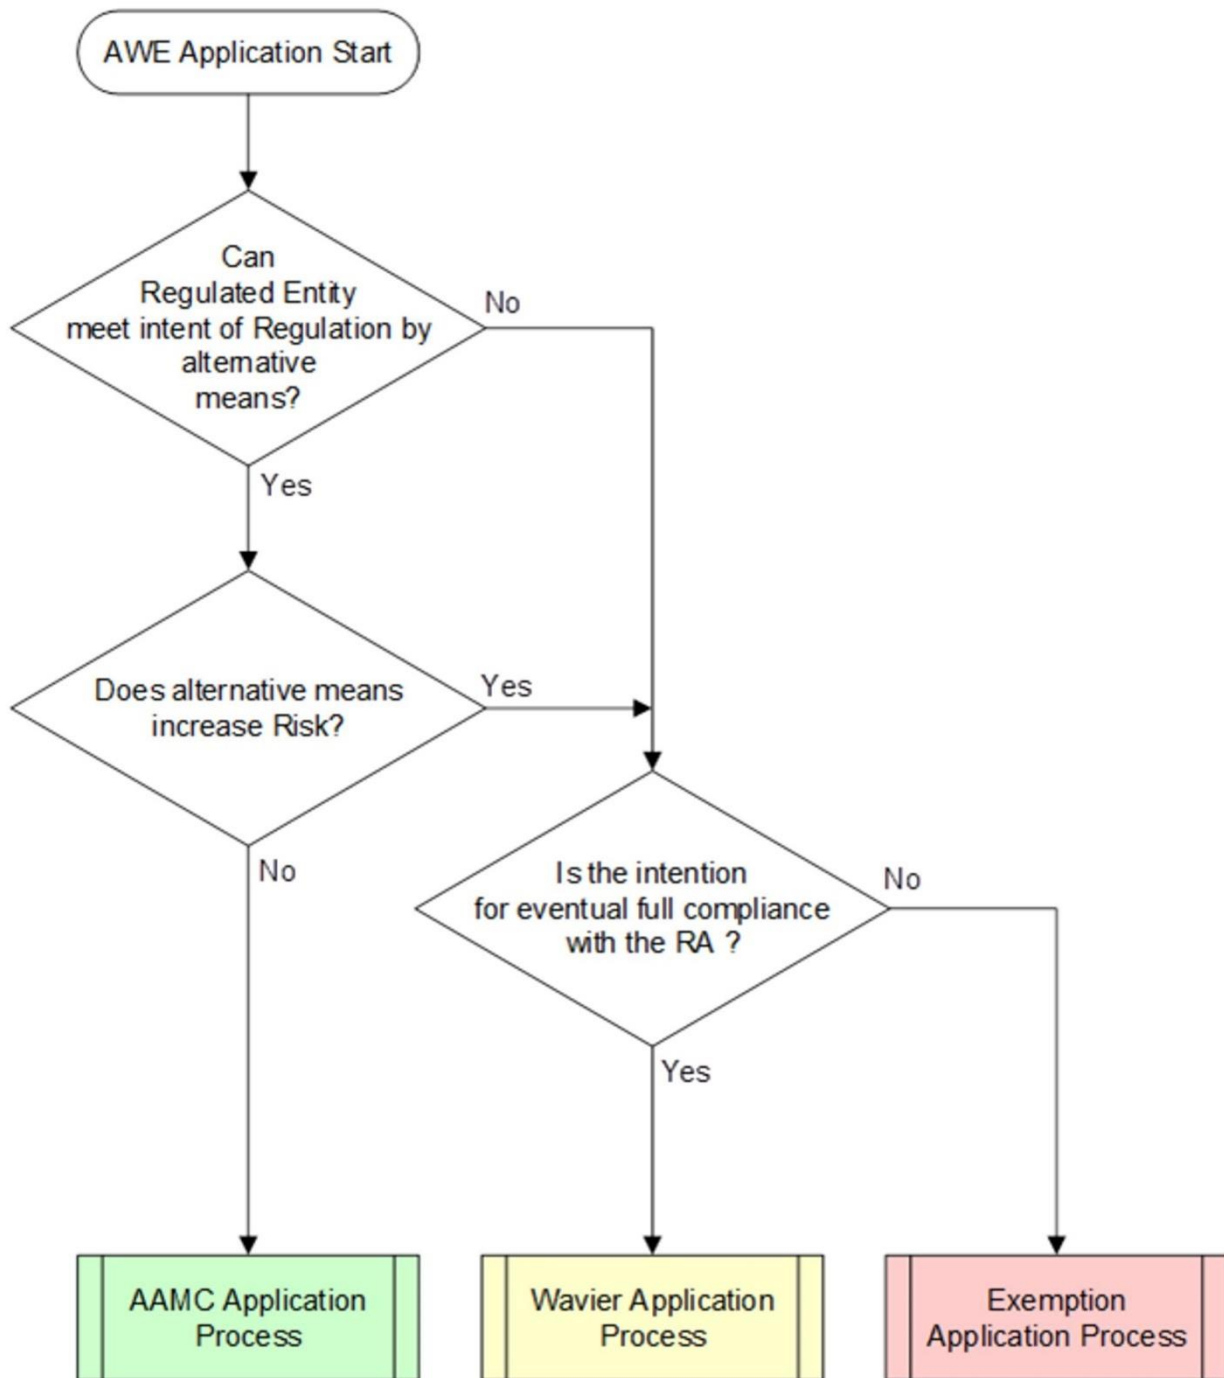 AWE Application Start
Can
Regulated Entity
meet intent of Regulation by
alternative
means?
No
Yes
Does alternative means
increase Risk?
Yes
No
Is the intention
for eventual full compliance
with the RA ?
No
Yes
AAMC Application
Process
Wavier Application
Process
Exemption
Application Process